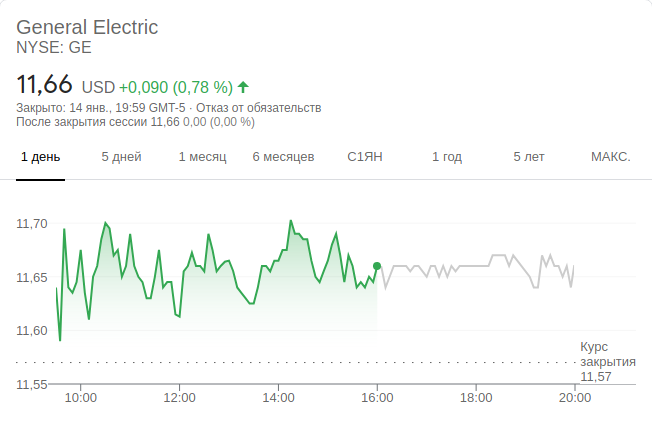 General Electric
NYSE: GE
11,66 USD +0,090 (0,78 %)
Закрыто: 14 янв., 19:59 GMT-5 · Отказ от обязательств
После закрытия сессии 11,66 0,00 (0,00 %)
1 день 5 дней 1 месяц 6 месяцев С1ЯН 1 год 5 лет МАКС.
11,70
11,65
11,60
Курс
закрытия
11,57
11,55
10:00 12:00 14:00 16:00 18:00 20:00